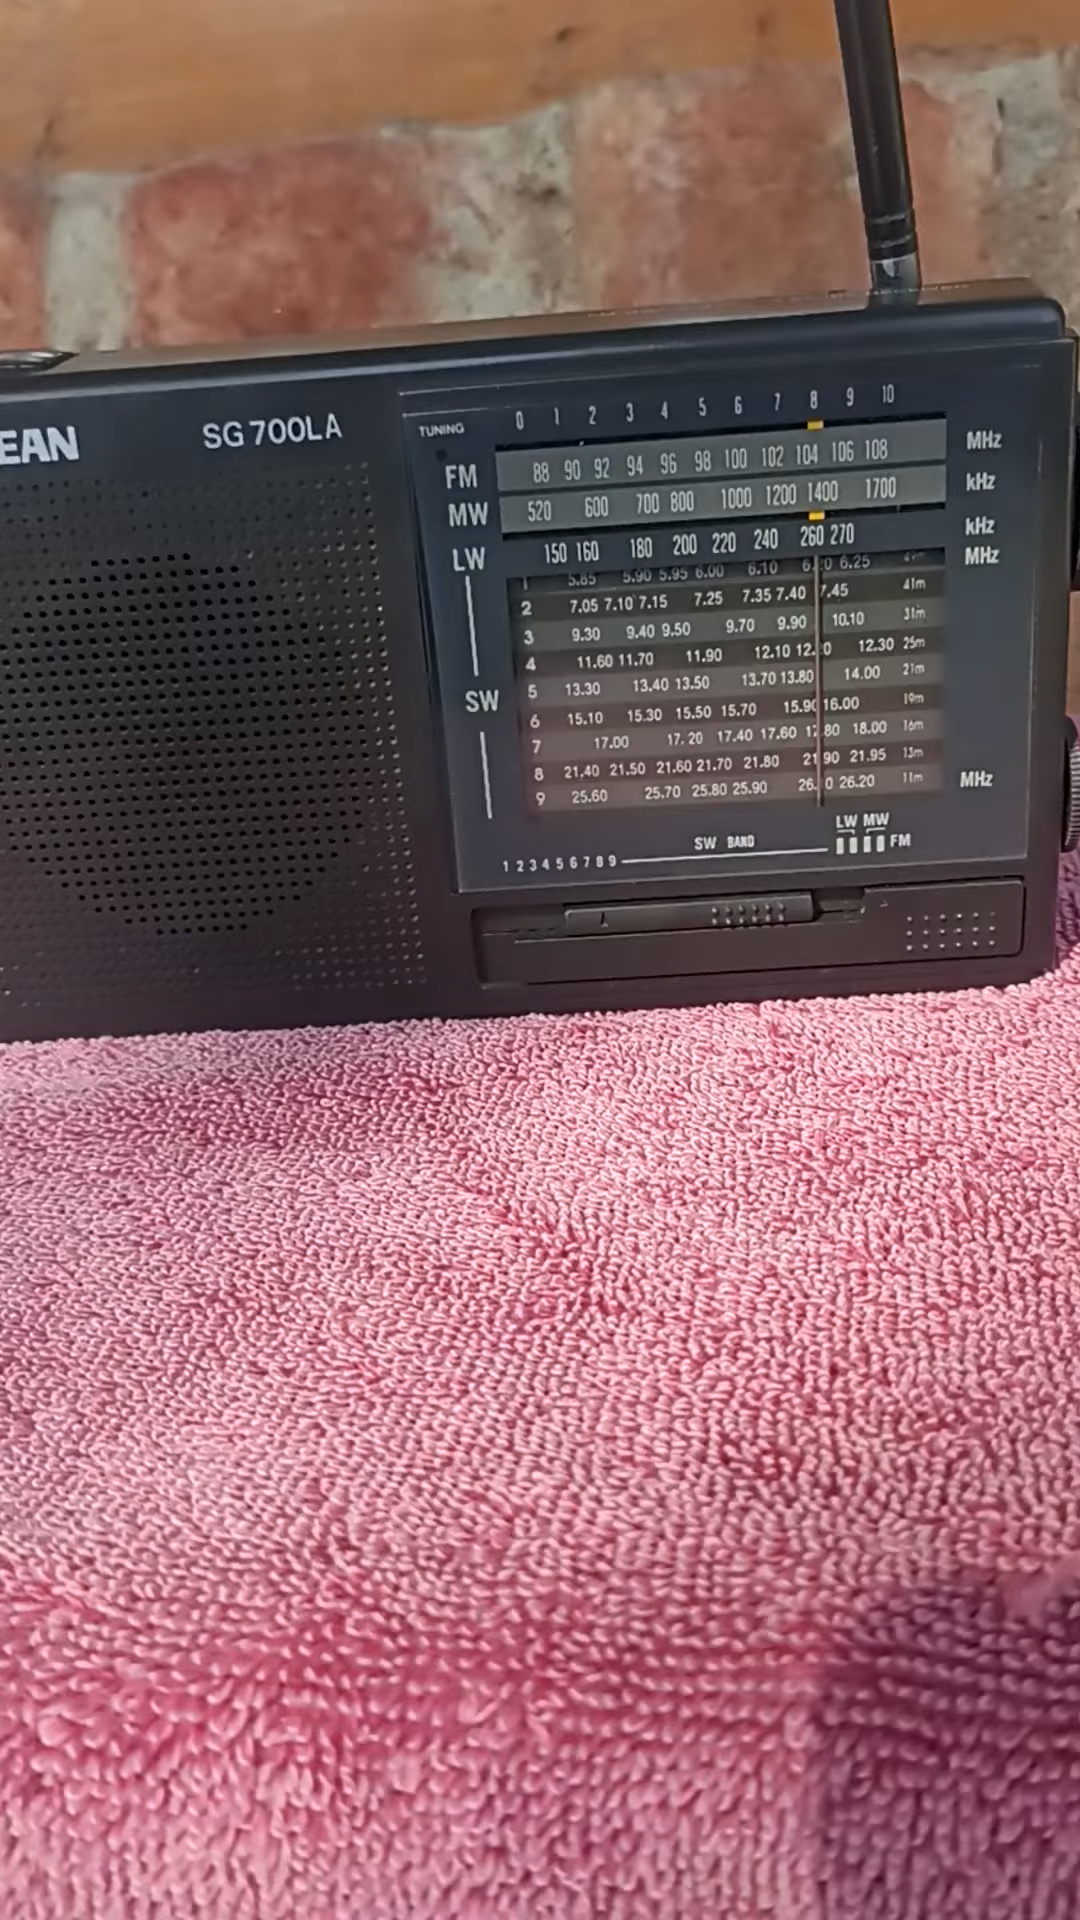 EAN SG 700LA
TUNING 0 1 2 3 4 5 6 7 8 9 10
FM 88 90 92 94 96 98 100 102 104 106 108 MHz
MW 520 600 700 800 1000 1200 1400 1700 kHz
LW 150 160 180 200 220 240 260 270 kHz
1 5.85 5.90 5.95 6.00 6.10 6.25 49m MHz
2 7.05 7.10 7.15 7.25 7.35 7.40 7.45 41m
3 9.30 9.40 9.50 9.70 9.90 10.10 31m
4 11.60 11.70 11.90 12.10 12.30 25m
5 13.30 13.40 13.50 13.70 13.80 14.00 21m
SW
6 15.10 15.30 15.50 15.70 15.90 16.00 19m
7 17.00 17.20 17.40 17.60 17.80 18.00 16m
8 21.40 21.50 21.60 21.70 21.80 21.90 21.95 13m
9 25.60 25.70 25.80 25.90 26.20 11m MHz
LW MW
1 2 3 4 5 6 7 8 9 SW BAND FM